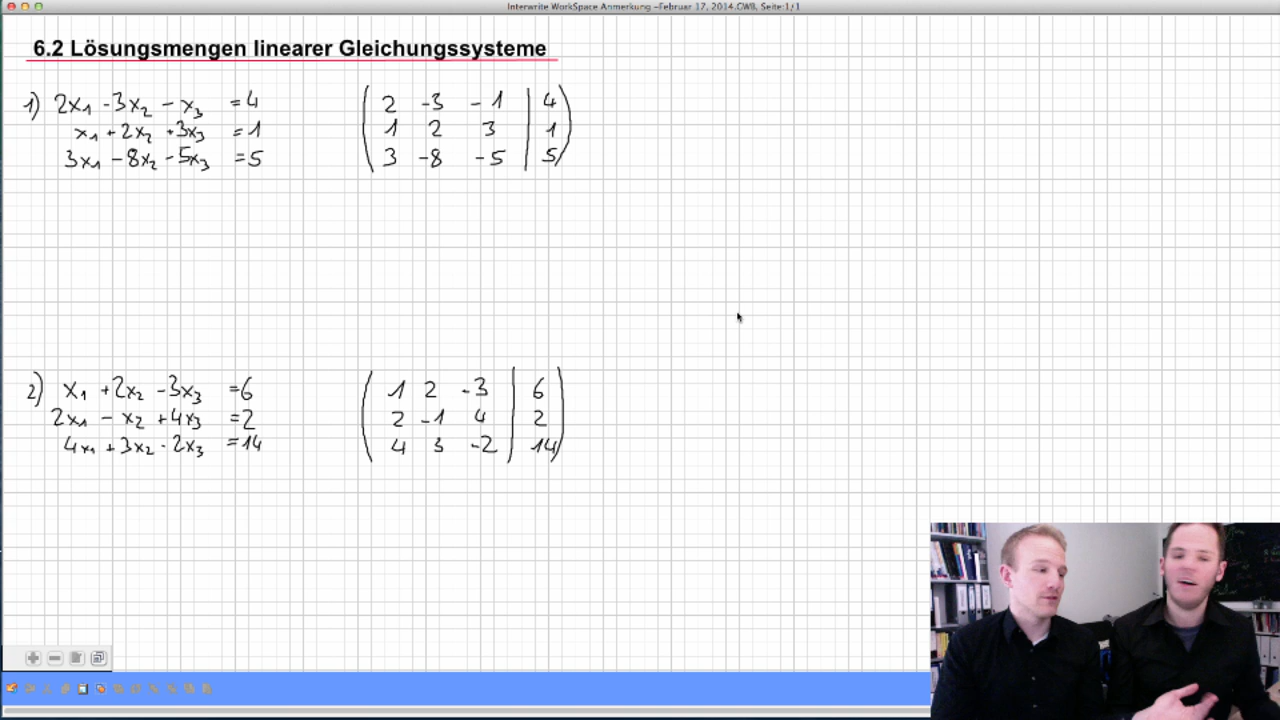 Interwrite WorkSpace Anmerkung –Februar 17, 2014.GWB, Seite:1/1
6.2 Lösungsmengen linearer Gleichungssysteme
1) 2x₁ -3x₂ - x₃ =4
x₁ +2x₂ +3x₃ =1
3x₁ - 8x₂ - 5x₃ =5
2 -3 -1 | 4
1 2 3 | 1
3 -8 -5 | 5
2) x₁ +2x₂ -3x₃ =6
2x₁ - x₂ +4x₃ =2
4x₁ +3x₂ -2x₃ =14
1 2 -3 | 6
2 -1 4 | 2
4 3 -2 | 14